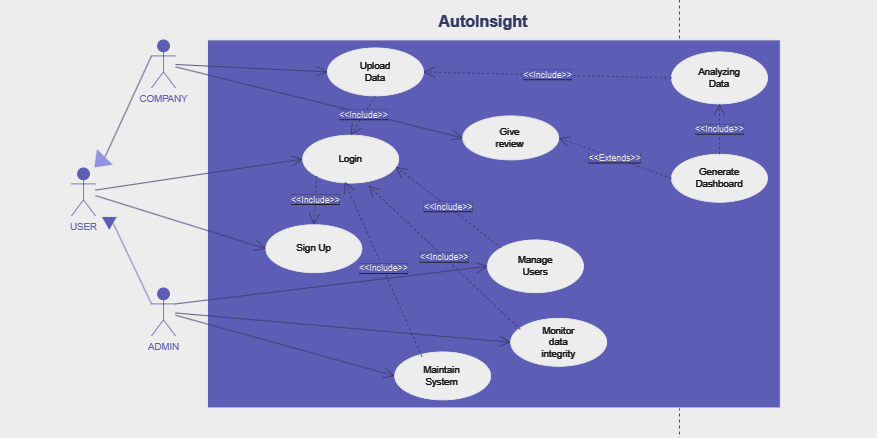 AutoInsight
Upload
Data
<<Include>>
Analyzing
Data
COMPANY
<<Include>>
Give
review
<<Include>>
Login
<<Extends>>
Generate
Dashboard
<<Include>>
<<Include>>
USER
Sign Up
<<Include>>
<<Include>>
Manage
Users
ADMIN
Monitor
data
integrity
Maintain
System